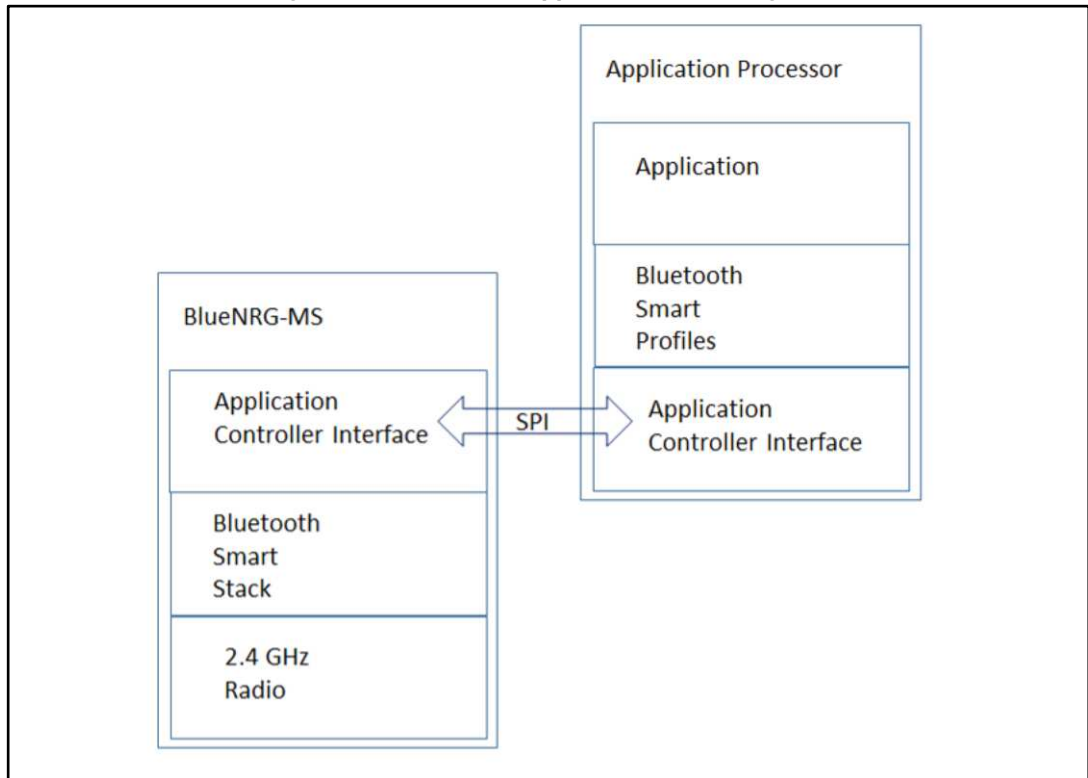 Application Processor
Application
Bluetooth
Smart
Profiles
Application
Controller Interface
SPI
BlueNRG-MS
Application
Controller Interface
Bluetooth
Smart
Stack
2.4 GHz
Radio